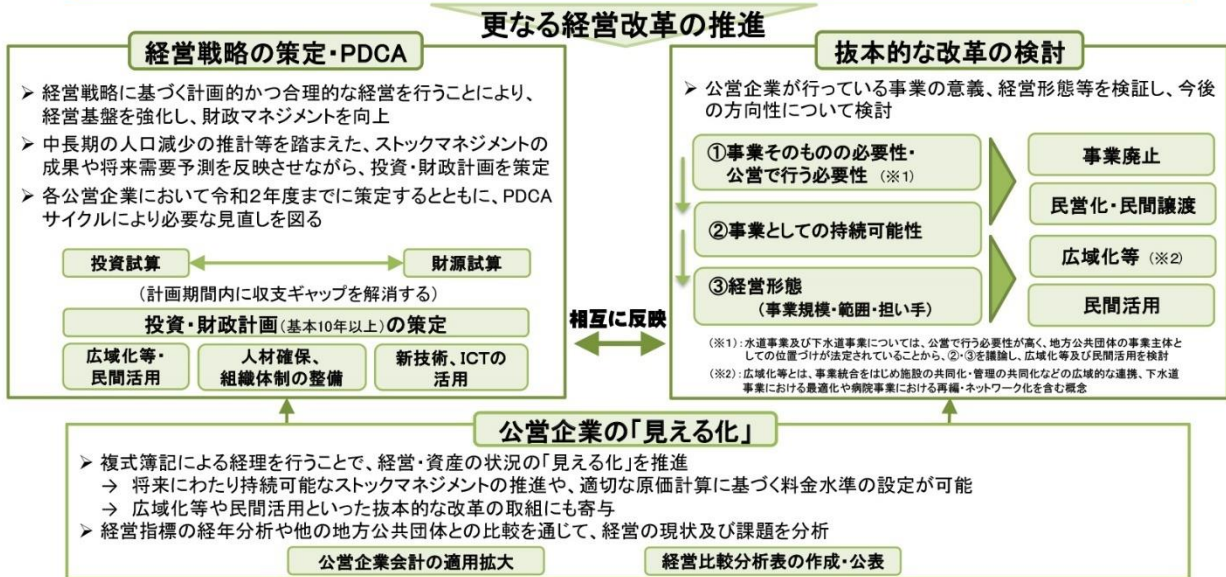 更なる経営改革の推進
経営戦略の策定・PDCA
➢ 経営戦略に基づく計画的かつ合理的な経営を行うことにより、
経営基盤を強化し、財政マネジメントを向上
➢ 中長期の人口減少の推計等を踏まえた、ストックマネジメントの
成果や将来需要予測を反映させながら、投資・財政計画を策定
➢ 各公営企業において令和2年度までに策定するとともに、PDCA
サイクルにより必要な見直しを図る
投資試算
財源試算
(計画期間内に収支ギャップを解消する)
投資・財政計画(基本10年以上)の策定
広域化等・
民間活用
人材確保、
組織体制の整備
新技術、ICTの
活用
相互に反映
抜本的な改革の検討
➢ 公営企業が行っている事業の意義、経営形態等を検証し、今後
の方向性について検討
①事業そのものの必要性・
公営で行う必要性 (※1)
②事業としての持続可能性
③経営形態
(事業規模・範囲・担い手)
事業廃止
民営化・民間譲渡
広域化等 (※2)
民間活用
(※1):水道事業及び下水道事業については、公営で行う必要性が高く、地方公共団体の事業主体と
しての位置づけが法定されていることから、②・③を議論し、広域化等及び民間活用を検討
(※2):広域化等とは、事業統合をはじめ施設の共同化・管理の共同化などの広域的な連携、下水道
事業における最適化や病院事業における再編・ネットワーク化を含む概念
公営企業の「見える化」
➢ 複式簿記による経理を行うことで、経営・資産の状況の「見える化」を推進
→ 将来にわたり持続可能なストックマネジメントの推進や、適切な原価計算に基づく料金水準の設定が可能
→ 広域化等や民間活用といった抜本的な改革の取組にも寄与
➢ 経営指標の経年分析や他の地方公共団体との比較を通じて、経営の現状及び課題を分析
公営企業会計の適用拡大
経営比較分析表の作成・公表